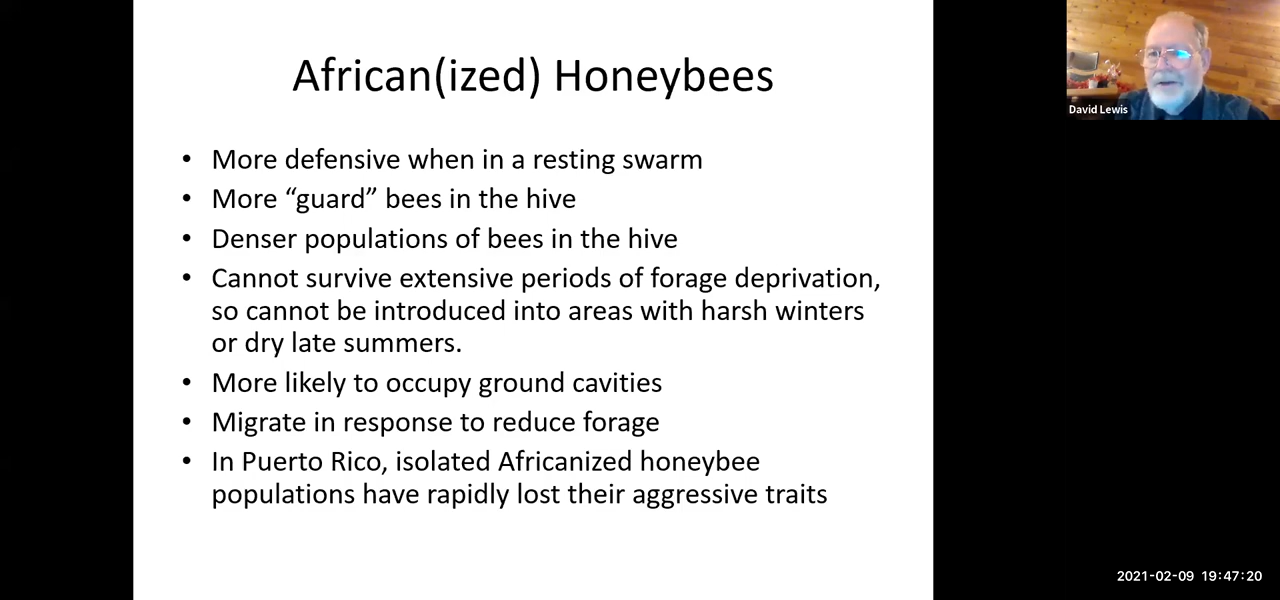 African(ized) Honeybees
• More defensive when in a resting swarm
• More “guard” bees in the hive
• Denser populations of bees in the hive
• Cannot survive extensive periods of forage deprivation,
so cannot be introduced into areas with harsh winters
or dry late summers.
• More likely to occupy ground cavities
• Migrate in response to reduce forage
• In Puerto Rico, isolated Africanized honeybee
populations have rapidly lost their aggressive traits
David Lewis
2021-02-09 19:47:20